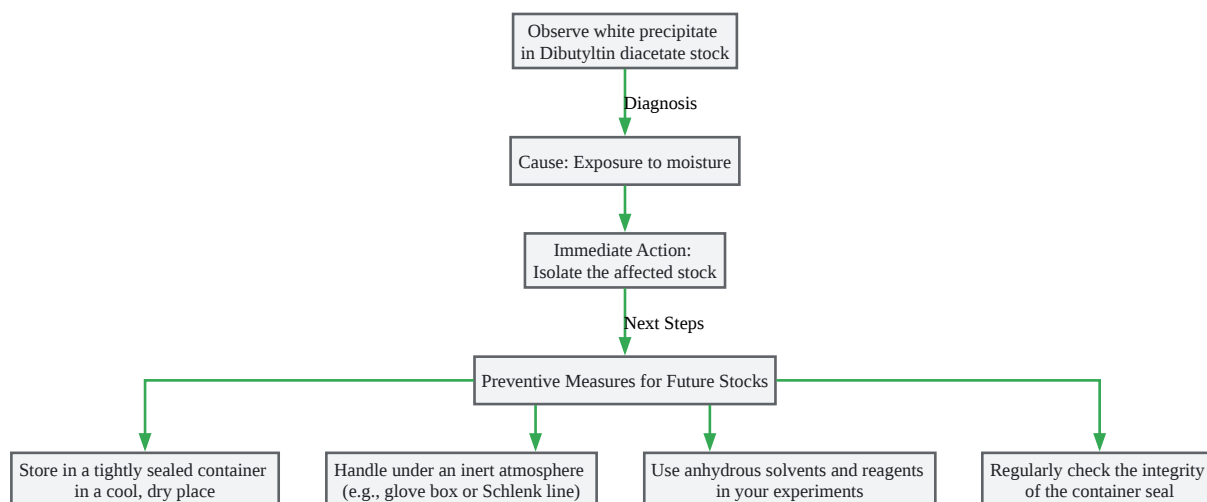 Observe white precipitate
in Dibutyltin diacetate stock
Diagnosis
Cause: Exposure to moisture
Immediate Action:
Isolate the affected stock
Next Steps
Preventive Measures for Future Stocks
Store in a tightly sealed container
in a cool, dry place
Handle under an inert atmosphere
(e.g., glove box or Schlenk line)
Use anhydrous solvents and reagents
in your experiments
Regularly check the integrity
of the container seal